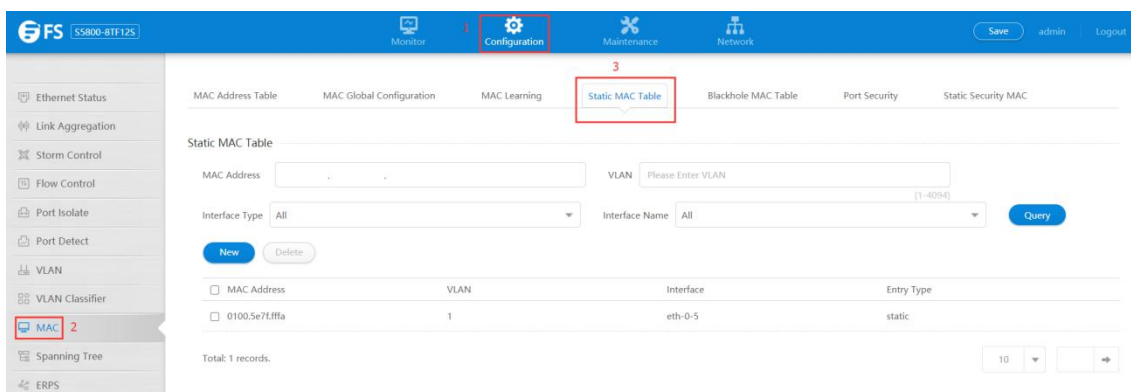 FS S5800-8TF12S
Monitor
1 Configuration
Maintenance
Network
Save admin Logout
3
Ethernet Status
Link Aggregation
Storm Control
Flow Control
Port Isolate
Port Detect
VLAN
VLAN Classifier
MAC 2
Spanning Tree
ERPS
MAC Address Table MAC Global Configuration MAC Learning Static MAC Table Blackhole MAC Table Port Security Static Security MAC
Static MAC Table
MAC Address . . VLAN Please Enter VLAN
(1-4094)
Interface Type All Interface Name All Query
New Delete
MAC Address VLAN Interface Entry Type
0100.5e7f.fffa 1 eth-0-5 static
Total: 1 records. 10